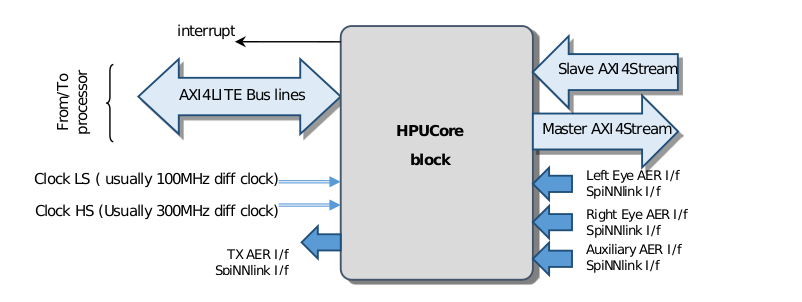 interrupt
From/To
processor
AXI4LITE Bus lines
Clock LS ( usually 100MHz diff clock)
Clock HS (Usually 300MHz diff clock)
TX AER I/f
SpiNNlink I/f
HPUCore
block
Slave AXI4Stream
Master AXI4Stream
Left Eye AER I/f
SpiNNlink I/f
Right Eye AER I/f
SpiNNlink I/f
Auxiliary AER I/f
SpiNNlink I/f